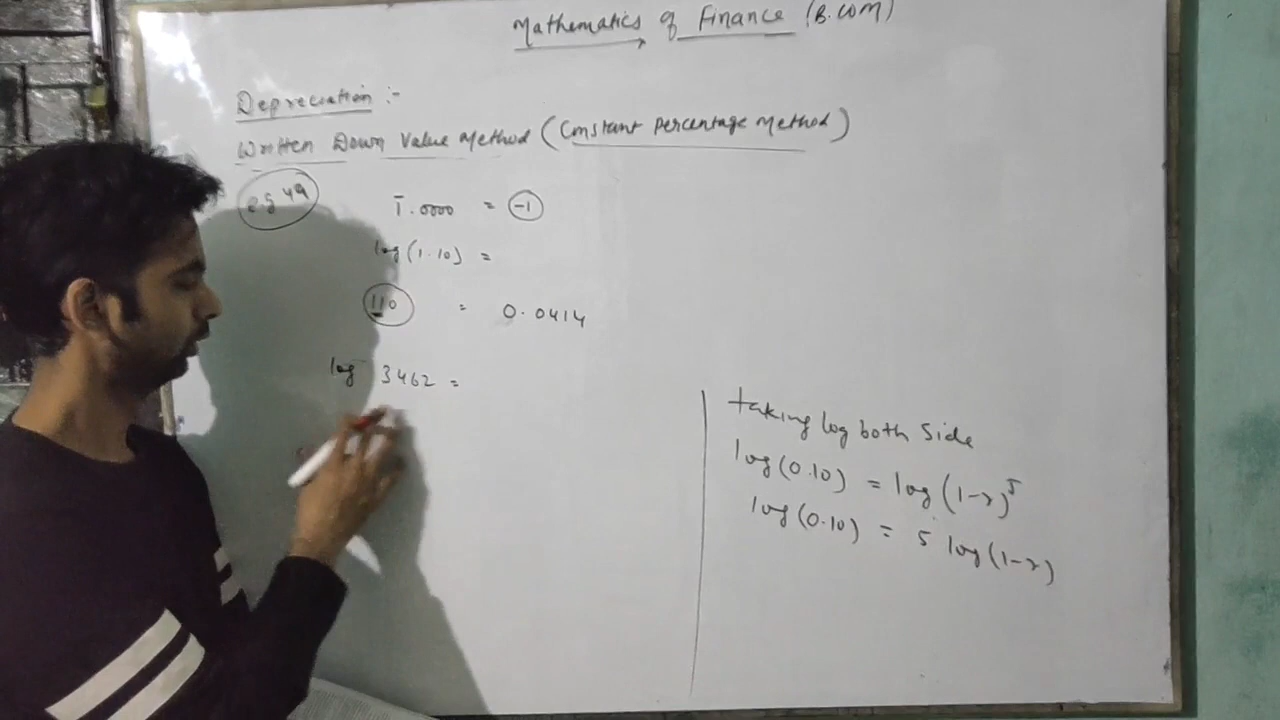 Mathematics of Finance (B.COM)
Depreciation :-
Written Down Value Method (Constant Percentage Method)
eg 49
1̅.0000 = -1
log(1.10) =
110 = 0.0414
log 3462 =
taking log both side
log(0.10) = log(1-r)⁵
log(0.10) = 5 log(1-r)